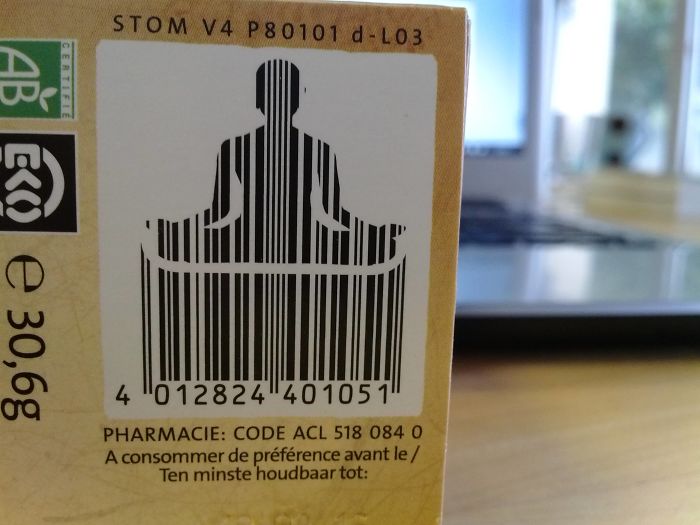 STOM V4 P80101 d-L03
AB
CERTIFIÉ
e 30,6g
4 012824 401051
PHARMACIE: CODE ACL 518 084 0
A consommer de préférence avant le /
Ten minste houdbaar tot: